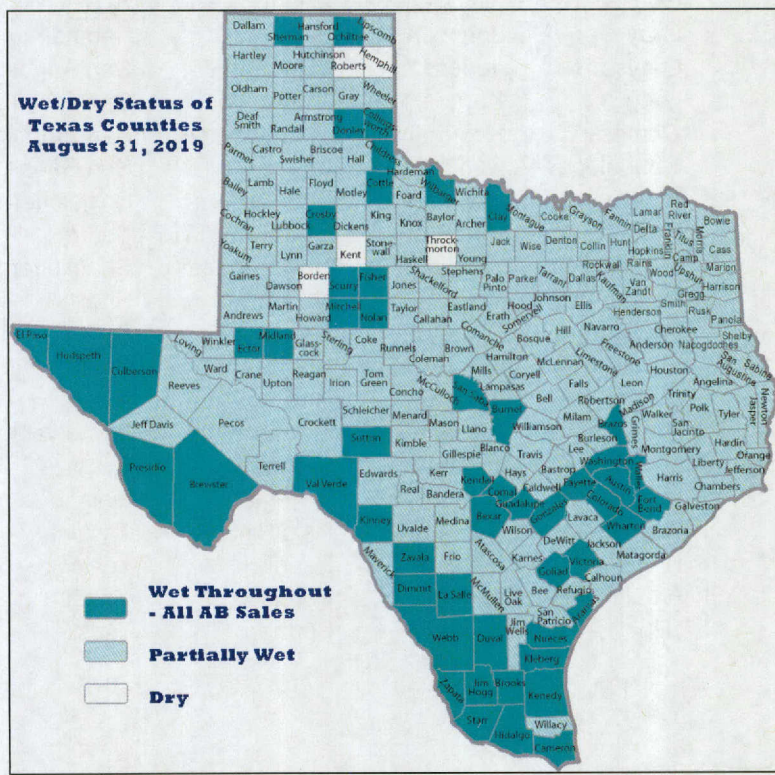 Wet/Dry Status of
Texas Counties
August 31, 2019
Dallam
Sherman
Hansford
Ochiltree
Lipscomb
Hartley
Moore
Hutchinson
Roberts
Hemphill
Oldham
Potter
Carson
Gray
Wheeler
Deaf
Smith
Randall
Armstrong
Donley
Collings-
worth
Parmer
Castro
Swisher
Briscoe
Hall
Childress
Hardeman
Bailey
Lamb
Hale
Floyd
Motley
Cottle
Foard
Wilbarger
Wichita
Clay
Montague
Cooke
Grayson
Fannin
Lamar
Red
River
Bowie
Cochran
Hockley
Lubbock
Crosby
Dickens
King
Knox
Baylor
Archer
Jack
Wise
Denton
Collin
Hunt
Delta
Hopkins
Franklin
Titus
Morris
Camp
Cass
Marion
Yoakum
Terry
Lynn
Garza
Kent
Stone-
wall
Haskell
Throck-
morton
Young
Rockwall
Rains
Wood
Upshur
Gregg
Harrison
Gaines
Dawson
Borden
Scurry
Fisher
Jones
Shackelford
Stephens
Palo
Pinto
Parker
Tarrant
Dallas
Kaufman
Van
Zandt
Smith
Rusk
Panola
Andrews
Martin
Howard
Mitchell
Nolan
Taylor
Callahan
Eastland
Erath
Hood
Somervell
Johnson
Ellis
Henderson
Cherokee
Shelby
El Paso
Hudspeth
Culberson
Loving
Winkler
Ector
Midland
Glass-
cock
Sterling
Coke
Runnels
Coleman
Brown
Comanche
Hamilton
Bosque
Hill
Navarro
Freestone
Anderson
Nacogdoches
San
Augustine
Sabine
Reeves
Ward
Crane
Upton
Reagan
Irion
Tom
Green
Concho
McCulloch
San Saba
Mills
Lampasas
Coryell
McLennan
Limestone
Falls
Leon
Houston
Angelina
Newton
Jasper
Jeff Davis
Pecos
Crockett
Schleicher
Menard
Mason
Llano
Burnet
Bell
Williamson
Milam
Robertson
Brazos
Madison
Grimes
Walker
Trinity
Polk
San
Jacinto
Tyler
Hardin
Orange
Jefferson
Presidio
Brewster
Terrell
Val Verde
Sutton
Kimble
Gillespie
Blanco
Travis
Hays
Bastrop
Lee
Burleson
Washington
Waller
Montgomery
Liberty
Harris
Chambers
Edwards
Real
Kerr
Bandera
Kendel
Comal
Caldwell
Guadalupe
Fayette
Austin
Colorado
Fort
Bend
Galveston
Kinney
Uvalde
Medina
Bexar
Wilson
Gonzales
Lavaca
Wharton
Brazoria
Maverick
Zavala
Frio
Atascosa
Karnes
DeWitt
Jackson
Matagorda
Dimmit
La Salle
McMullen
Live
Oak
Bee
Goliad
Victoria
Calhoun
Refugio
Aransas
San
Patricio
Webb
Duval
Jim
Wells
Nueces
Kleberg
Zapata
Jim
Hogg
Brooks
Kenedy
Starr
Hidalgo
Willacy
Cameron
Wet Throughout
- All AB Sales
Partially Wet
Dry